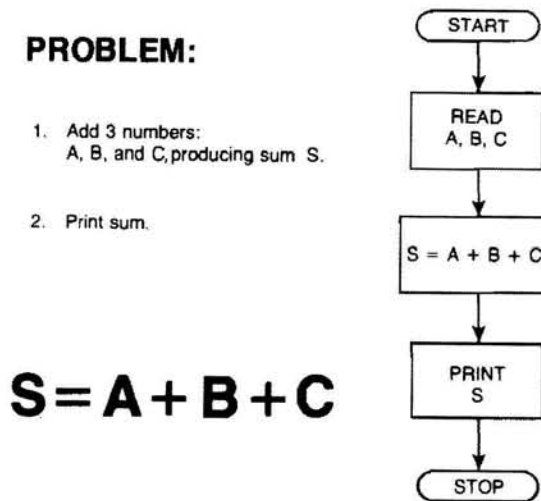 PROBLEM:
1. Add 3 numbers:
A, B, and C, producing sum S.
2. Print sum.
S = A + B + C
START
READ
A, B, C
S = A + B + C
PRINT
S
STOP